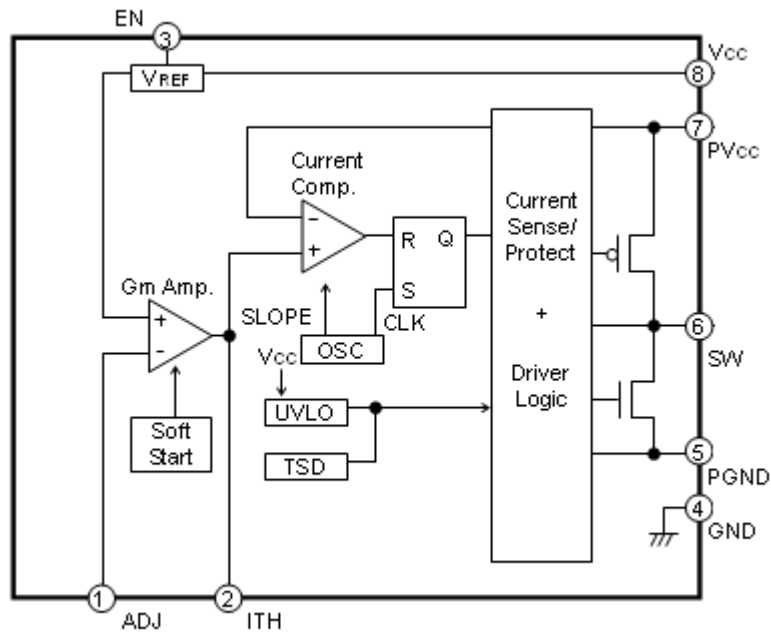 EN
3
VREF
Vcc
8
7
PVcc
Current
Comp.
-
+
R
Q
S
Current
Sense/
Protect
+
Driver
Logic
Gm Amp.
+
-
SLOPE
OSC
CLK
6
SW
Vcc
UVLO
TSD
Soft
Start
5
PGND
4
GND
1
ADJ
2
ITH